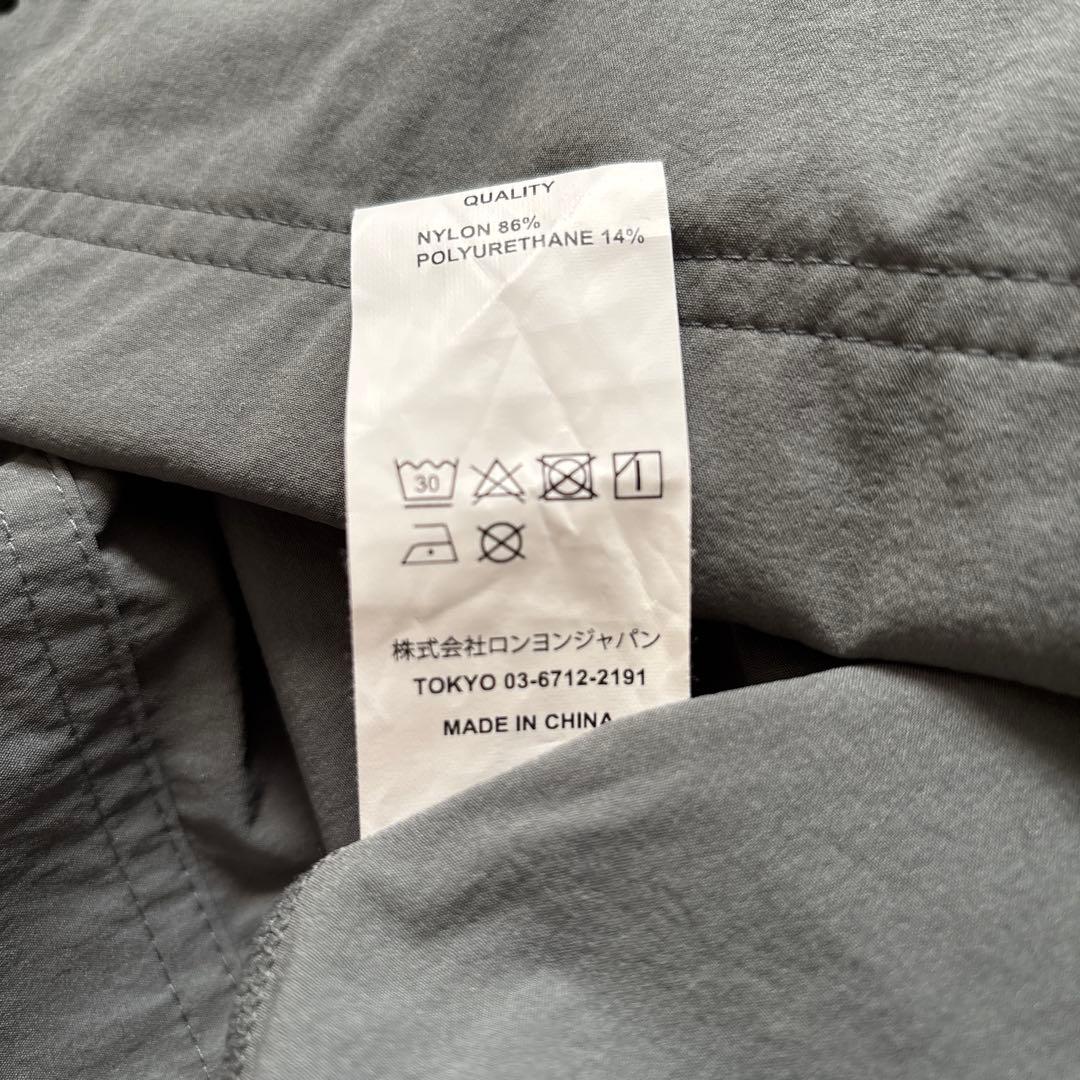 QUALITY
NYLON 86%
POLYURETHANE 14%
30
株式会社ロンヨンジャパン
TOKYO 03-6712-2191
MADE IN CHINA